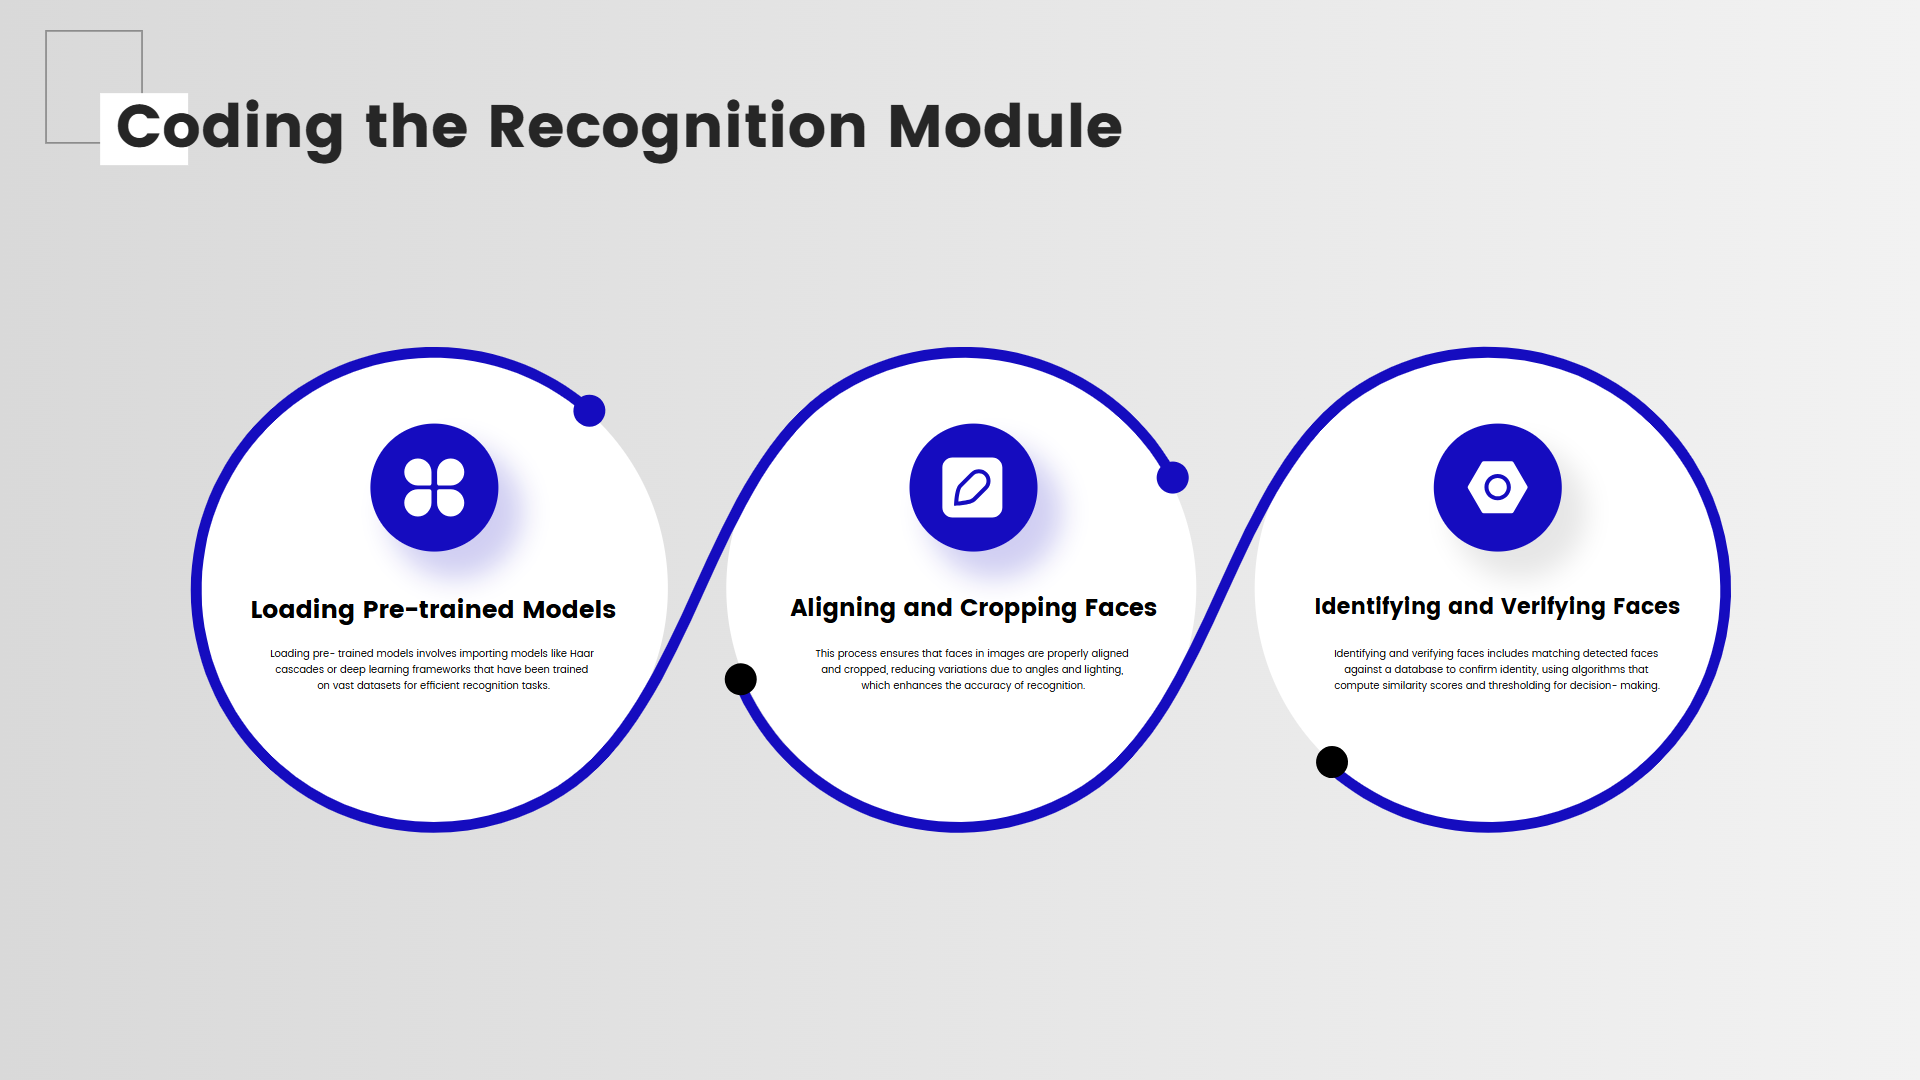 Coding the Recognition Module
Loading Pre-trained Models
Loading pre- trained models involves importing models like Haar
cascades or deep learning frameworks that have been trained
on vast datasets for efficient recognition tasks.
Aligning and Cropping Faces
This process ensures that faces in images are properly aligned
and cropped, reducing variations due to angles and lighting,
which enhances the accuracy of recognition.
Identifying and Verifying Faces
Identifying and verifying faces includes matching detected faces
against a database to confirm identity, using algorithms that
compute similarity scores and thresholding for decision- making.